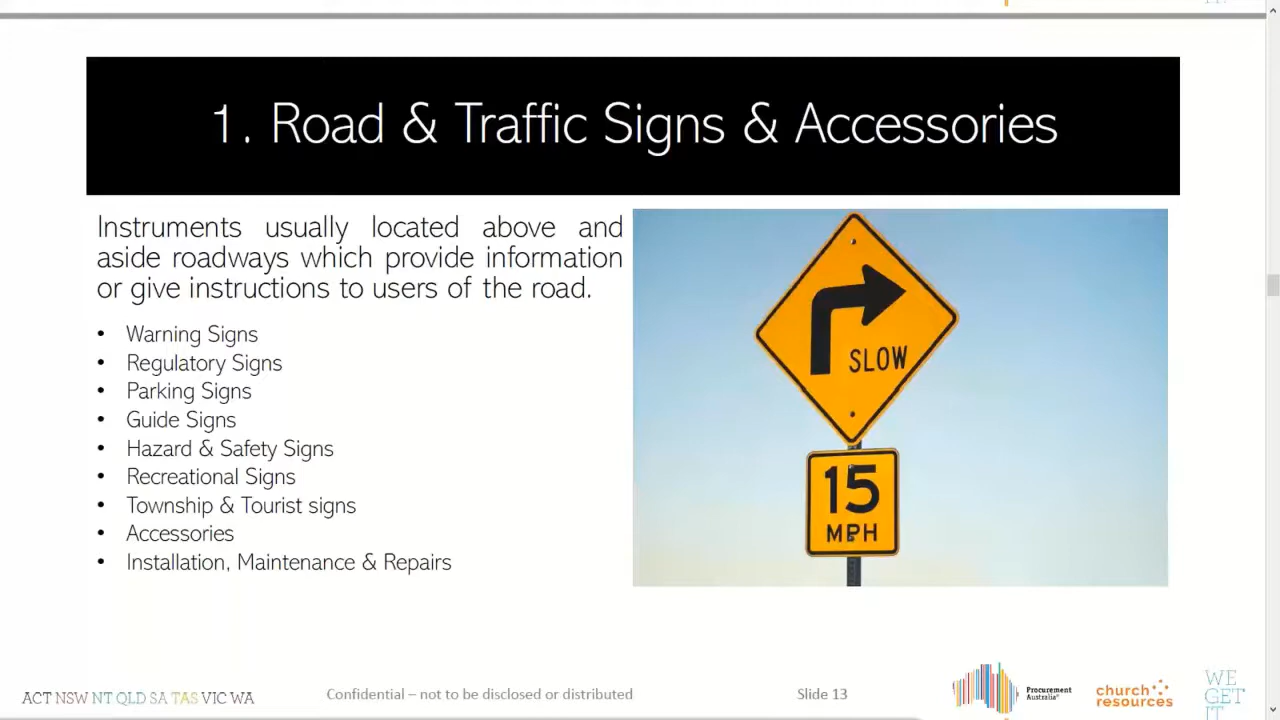 1. Road & Traffic Signs & Accessories
Instruments usually located above and
aside roadways which provide information
or give instructions to users of the road.
• Warning Signs
• Regulatory Signs
• Parking Signs
• Guide Signs
• Hazard & Safety Signs
• Recreational Signs
• Township & Tourist signs
• Accessories
• Installation, Maintenance & Repairs
SLOW
15
MPH
ACT NSW NT QLD SA TAS VIC WA
Confidential – not to be disclosed or distributed
Slide 13
Procurement
Australia
church
resources
WE
GET
IT